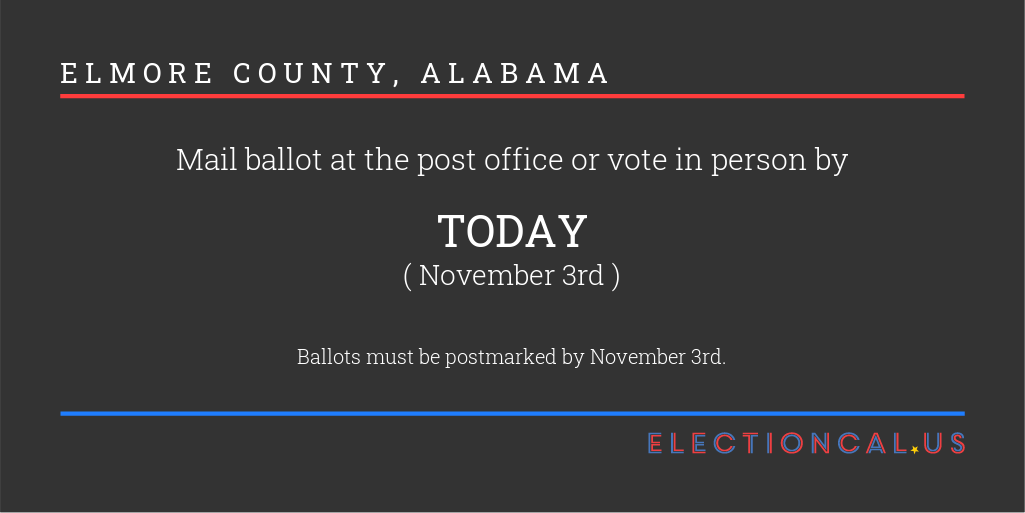 ELMORE COUNTY, ALABAMA
Mail ballot at the post office or vote in person by
TODAY
( November 3rd )
Ballots must be postmarked by November 3rd.
ELECTIONCAL.US